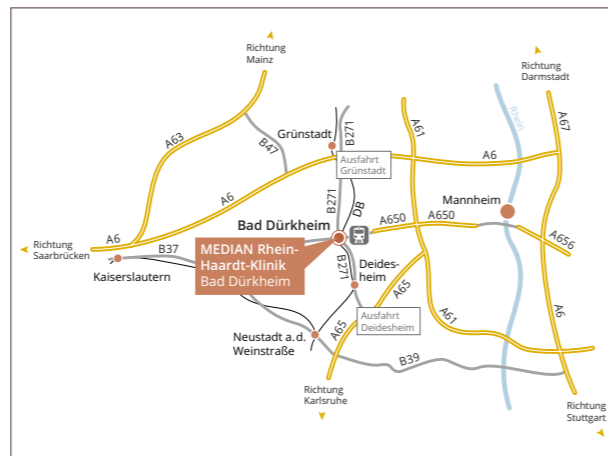 Richtung
Mainz
Richtung
Darmstadt
Rhein
A63
B47
Grünstadt
B271
A61
A67
Ausfahrt
Grünstadt
A6
A6
B271
DB
Mannheim
Bad Dürkheim
A650
A650
A6
Richtung
Saarbrücken
B37
MEDIAN Rhein-
Haardt-Klinik
Bad Dürkheim
A656
Kaiserslautern
B271
Deides-
heim
A65
Ausfahrt
Deidesheim
A61
A6
Neustadt a.d.
Weinstraße
A65
B39
Richtung
Karlsruhe
Richtung
Stuttgart